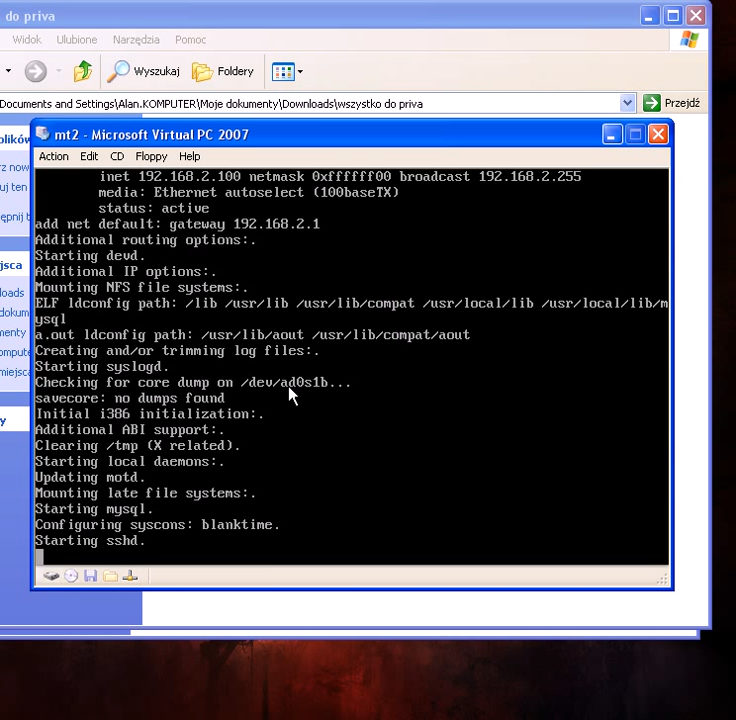 do priva
Widok Ulubione Narzędzia Pomoc
Wyszukaj Foldery
Documents and Settings\Alan.KOMPUTER\Moje dokumenty\Downloads\wszystko do priva Przejdź
mt2 - Microsoft Virtual PC 2007
Action Edit CD Floppy Help
inet 192.168.2.100 netmask 0xffffff00 broadcast 192.168.2.255
media: Ethernet autoselect (100baseTX)
status: active
add net default: gateway 192.168.2.1
Additional routing options:.
Starting devd.
Additional IP options:.
Mounting NFS file systems:.
ELF ldconfig path: /lib /usr/lib /usr/lib/compat /usr/local/lib /usr/local/lib/m
ysql
a.out ldconfig path: /usr/lib/aout /usr/lib/compat/aout
Creating and/or trimming log files:.
Starting syslogd.
Checking for core dump on /dev/ad0s1b...
savecore: no dumps found
Initial i386 initialization:.
Additional ABI support:.
Clearing /tmp (X related).
Starting local daemons:.
Updating motd.
Mounting late file systems:.
Starting mysql.
Configuring syscons: blanktime.
Starting sshd.